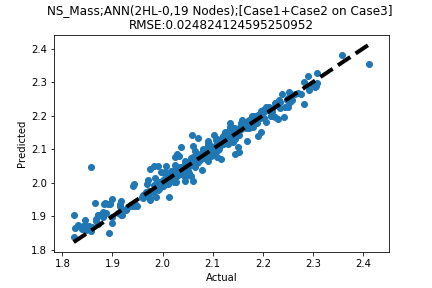 NS_Mass;ANN(2HL-0,19 Nodes);[Case1+Case2 on Case3]
RMSE:0.024824124595250952
2.4
2.3
2.2
2.1
2.0
1.9
1.8
Predicted
1.8 1.9 2.0 2.1 2.2 2.3 2.4
Actual